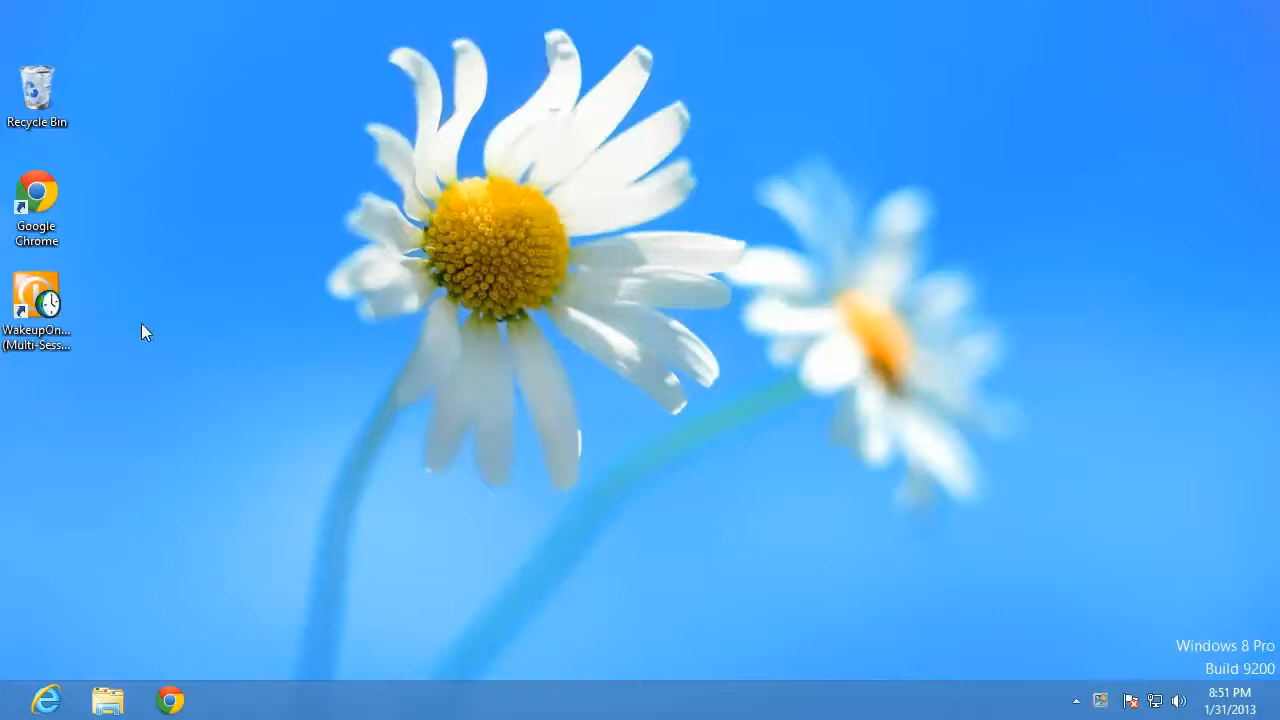 Recycle Bin
Google
Chrome
WakeupOn...
(Multi-Sess...
Windows 8 Pro
Build 9200
8:51 PM
1/31/2013